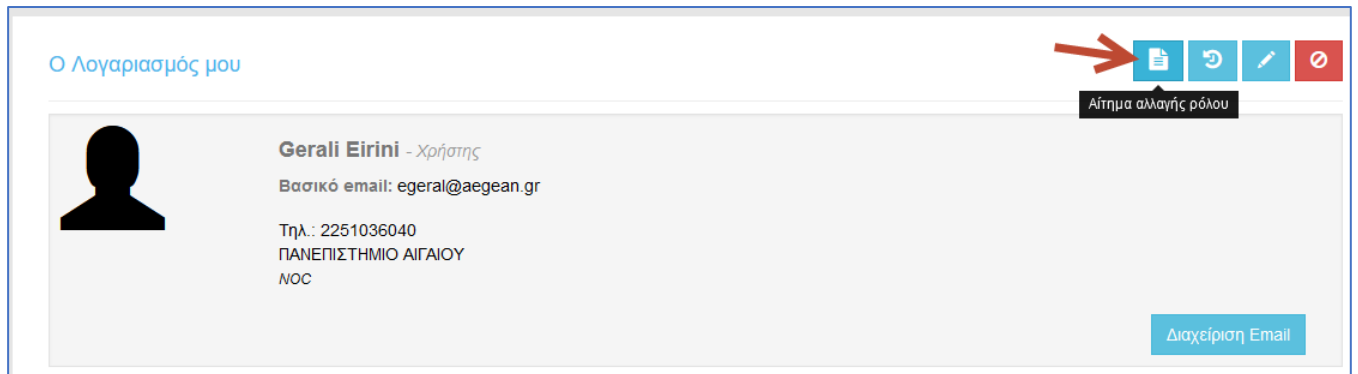 Ο Λογαριασμός μου
Αίτημα αλλαγής ρόλου
Gerali Eirini - Χρήστης
Βασικό email: egeral@aegean.gr
Τηλ.: 2251036040
ΠΑΝΕΠΙΣΤΗΜΙΟ ΑΙΓΑΙΟΥ
NOC
Διαχείριση Email